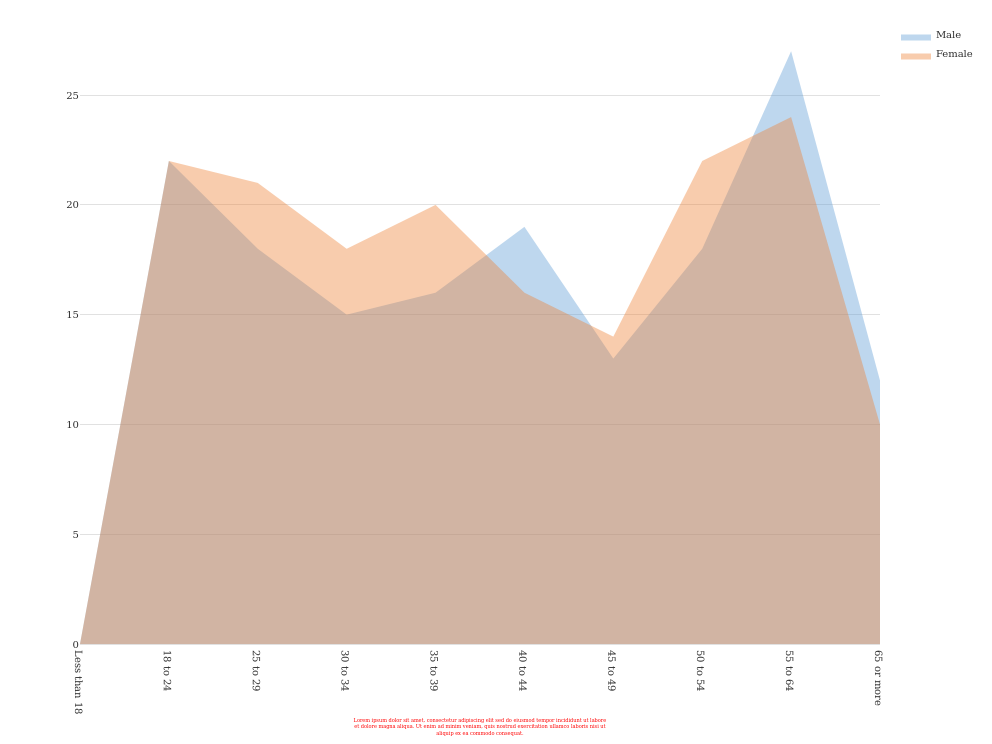 Male
Female
25
20
15
10
5
0
Less than 18
18 to 24
25 to 29
30 to 34
35 to 39
40 to 44
45 to 49
50 to 54
55 to 64
65 or more
Lorem ipsum dolor sit amet, consectetur adipiscing elit sed do eiusmod tempor incididunt ut labore
et dolore magna aliqua. Ut enim ad minim veniam, quis nostrud exercitation ullamco laboris nisi ut
aliquip ex ea commodo consequat.